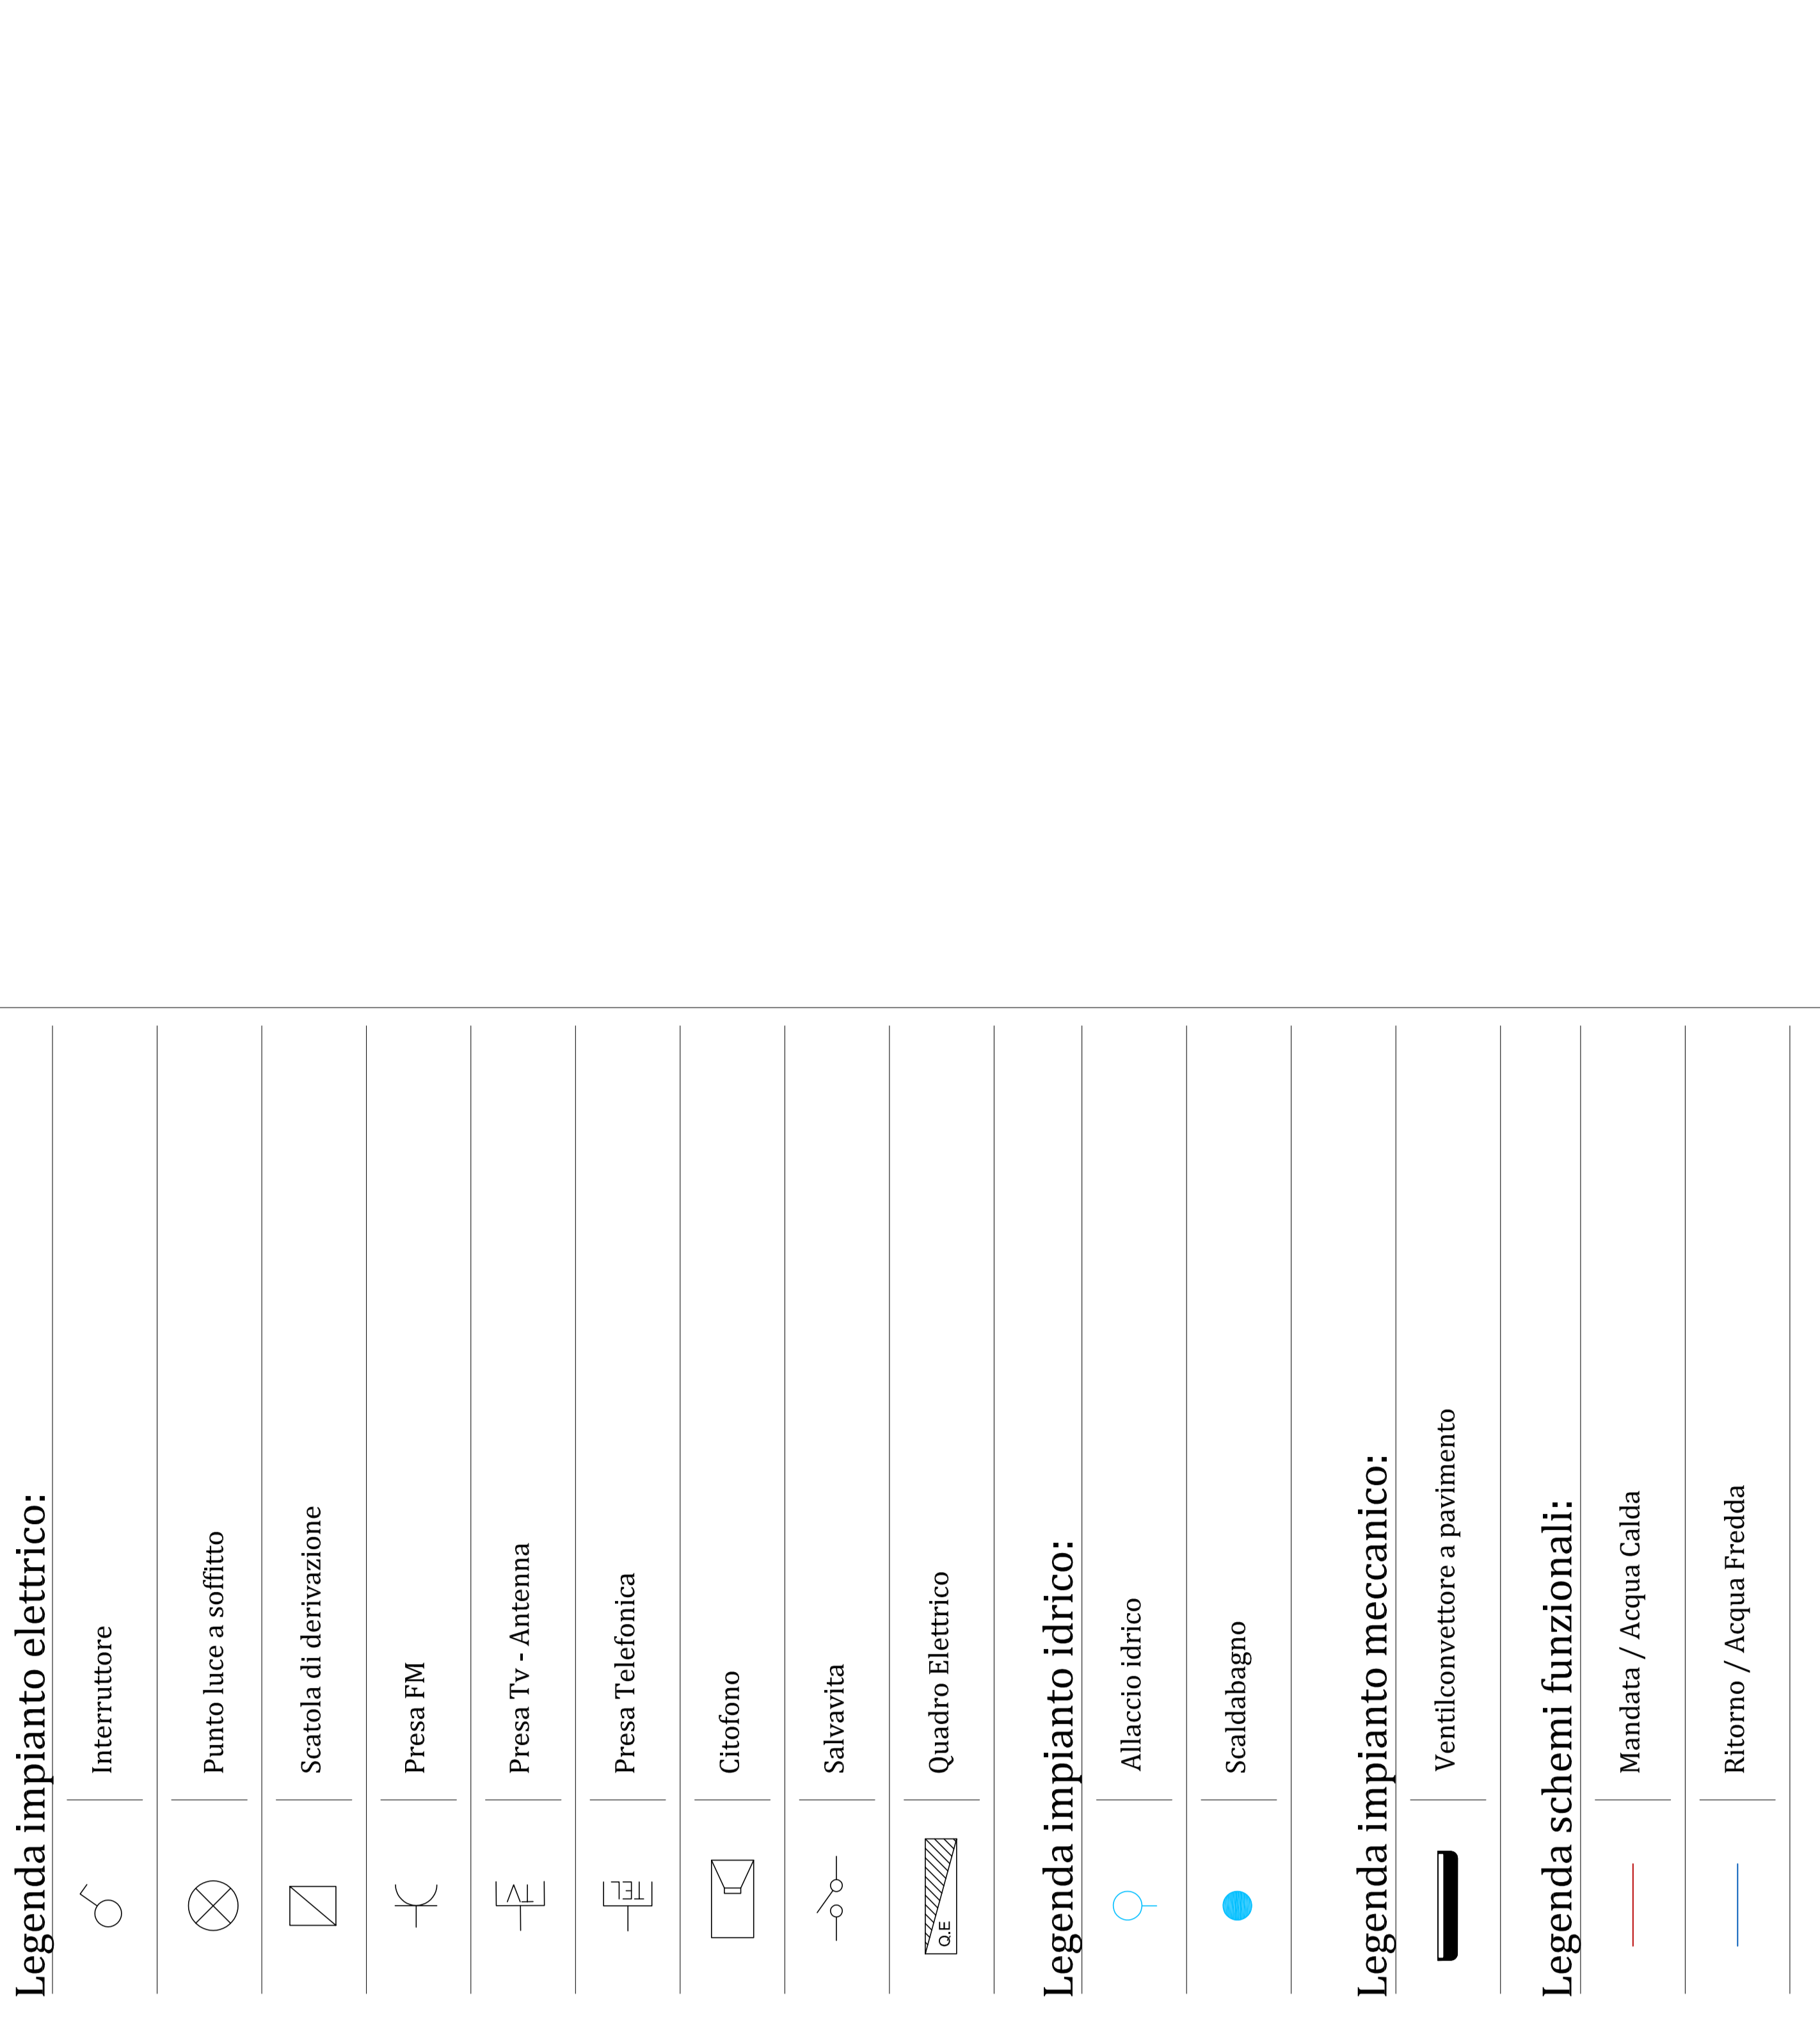 Legenda impianto elettrico:
Interruttore
Punto luce a soffitto
Scatola di derivazione
Presa FM
Presa Tv - Antenna
Presa Telefonica
Citofono
Salvavita
Q.E Quadro Elettrico
Legenda impianto idrico:
Allaccio idrico
Scaldabagno
Legenda impianto meccanico:
Ventilconvettore a pavimento
Legenda schemi funzionali:
Mandata / Acqua Calda
Ritorno / Acqua Fredda